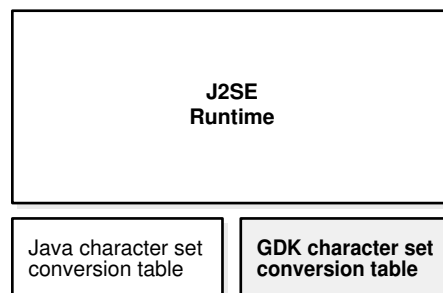 J2SE
Runtime
Java character set
conversion table
GDK character set
conversion table